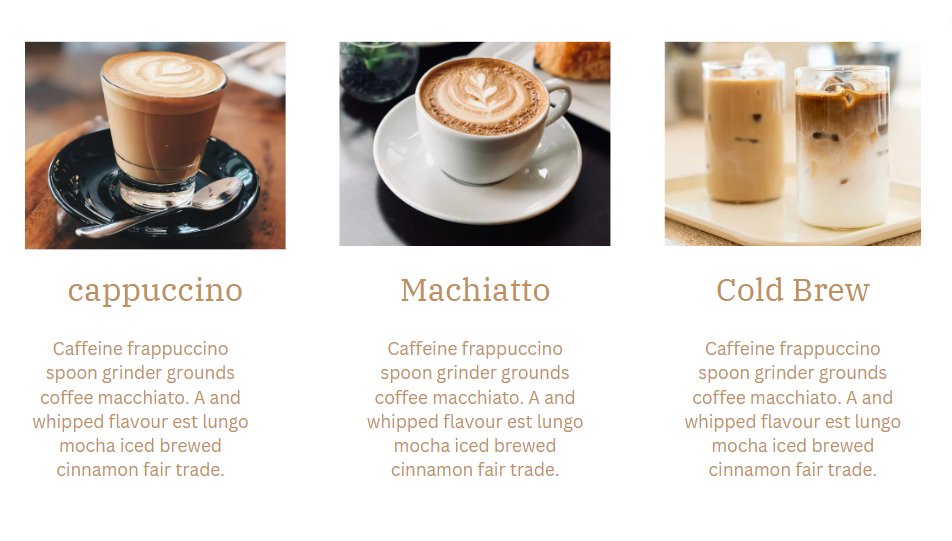 cappuccino
Caffeine frappuccino
spoon grinder grounds
coffee macchiato. A and
whipped flavour est lungo
mocha iced brewed
cinnamon fair trade.
Machiatto
Caffeine frappuccino
spoon grinder grounds
coffee macchiato. A and
whipped flavour est lungo
mocha iced brewed
cinnamon fair trade.
Cold Brew
Caffeine frappuccino
spoon grinder grounds
coffee macchiato. A and
whipped flavour est lungo
mocha iced brewed
cinnamon fair trade.